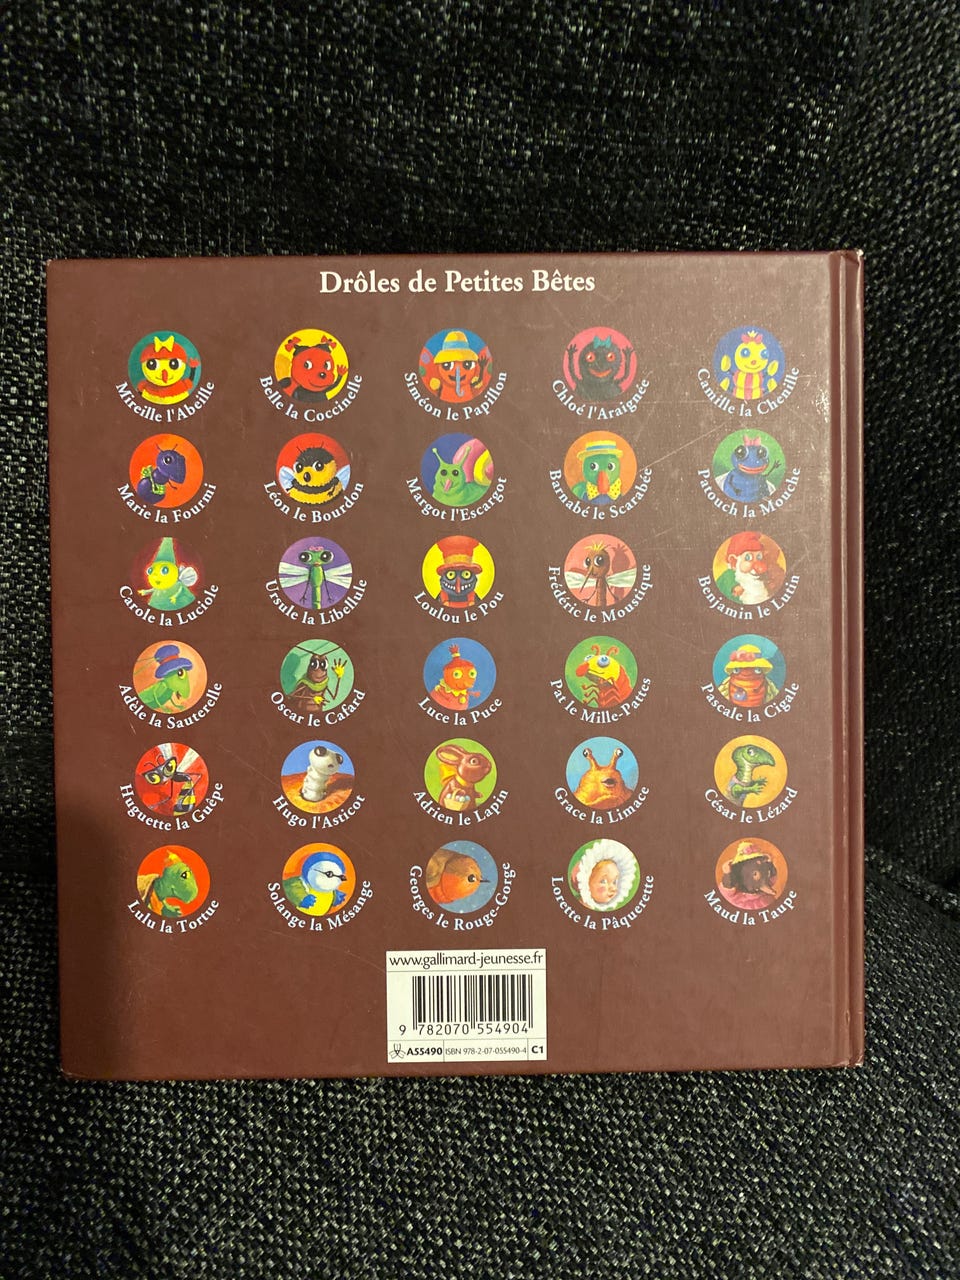 Drôles de Petites Bêtes
Mireille l'Abeille
Belle la Coccinelle
Siméon le Papillon
Chloé l'Araignée
Camille la Chenille
Marie la Fourmi
Léon le Bourdon
Margot l'Escargot
Barnabé le Scarabée
Patouch la Mouche
Carole la Luciole
Ursule la Libellule
Loulou le Pou
Frédéric le Moustique
Benjamin le Lutin
Adèle la Sauterelle
Oscar le Cafard
Luce la Puce
Pat le Mille-Pattes
Pascale la Cigale
Huguette la Guêpe
Hugo l'Asticot
Adrien le Lapin
Grace la Limace
César le Lézard
Lulu la Tortue
Solange la Mésange
Georges le Rouge-Gorge
Lorette la Pâquerette
Maud la Taupe
www.gallimard-jeunesse.fr
9 782070 554904
A55490 ISBN 978-2-07-055490-4 C1